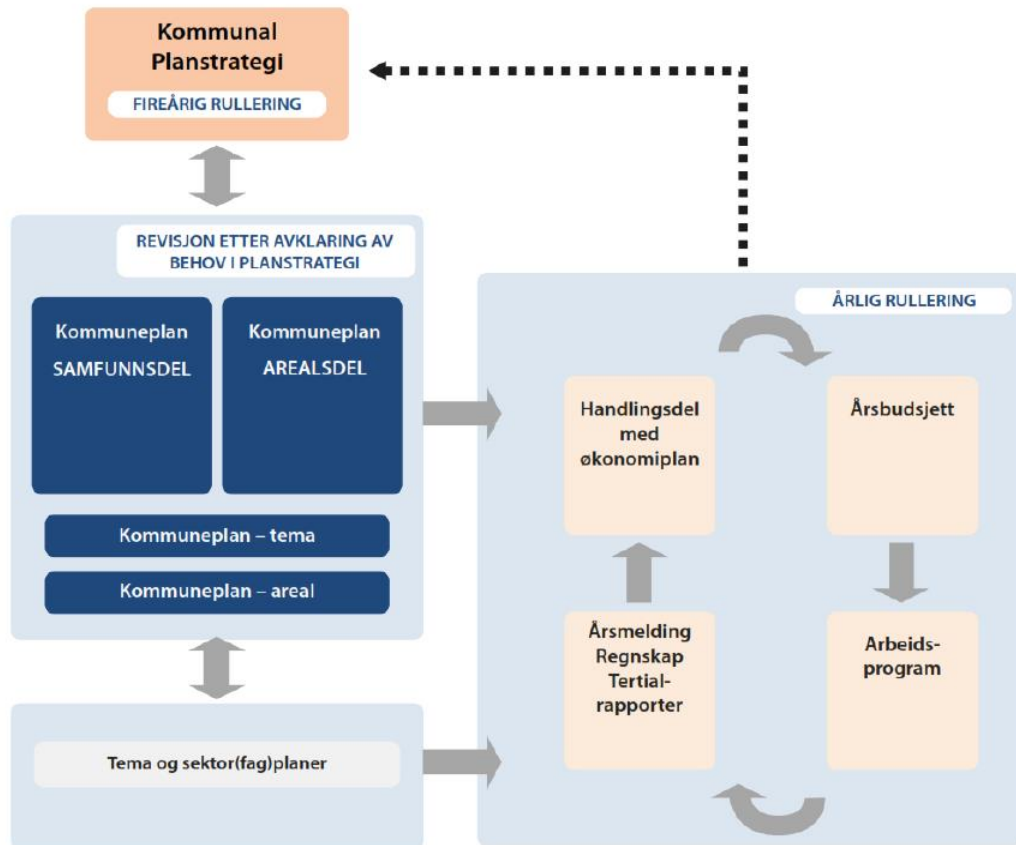 Kommunal
Planstrategi
FIREÅRIG RULLERING
REVISJON ETTER AVKLARING AV
BEHOV I PLANSTRATEGI
Kommuneplan
SAMFUNNSDEL
Kommuneplan
AREALSDEL
Kommuneplan – tema
Kommuneplan – areal
Tema og sektor(fag)planer
ÅRLIG RULLERING
Handlingsdel
med
økonomiplan
Årsbudsjett
Årsmelding
Regnskap
Tertial-
rapporter
Arbeids-
program